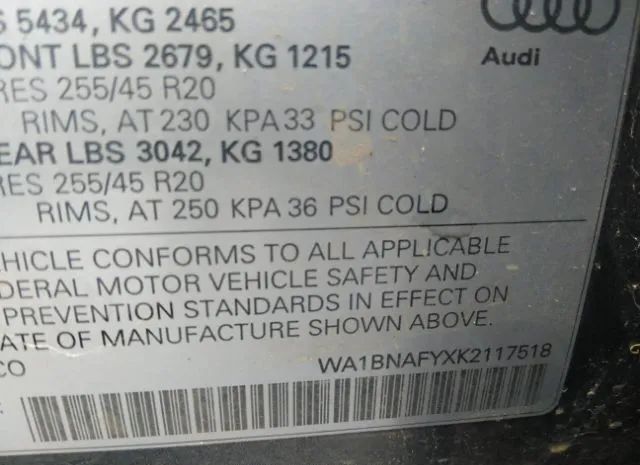 5434, KG 2465
ONT LBS 2679, KG 1215
RES 255/45 R20
RIMS, AT 230 KPA 33 PSI COLD
EAR LBS 3042, KG 1380
RES 255/45 R20
RIMS, AT 250 KPA 36 PSI COLD
Audi
EHICLE CONFORMS TO ALL APPLICABLE
DERAL MOTOR VEHICLE SAFETY AND
PREVENTION STANDARDS IN EFFECT ON
ATE OF MANUFACTURE SHOWN ABOVE.
CO
WA1BNAFYXK2117518